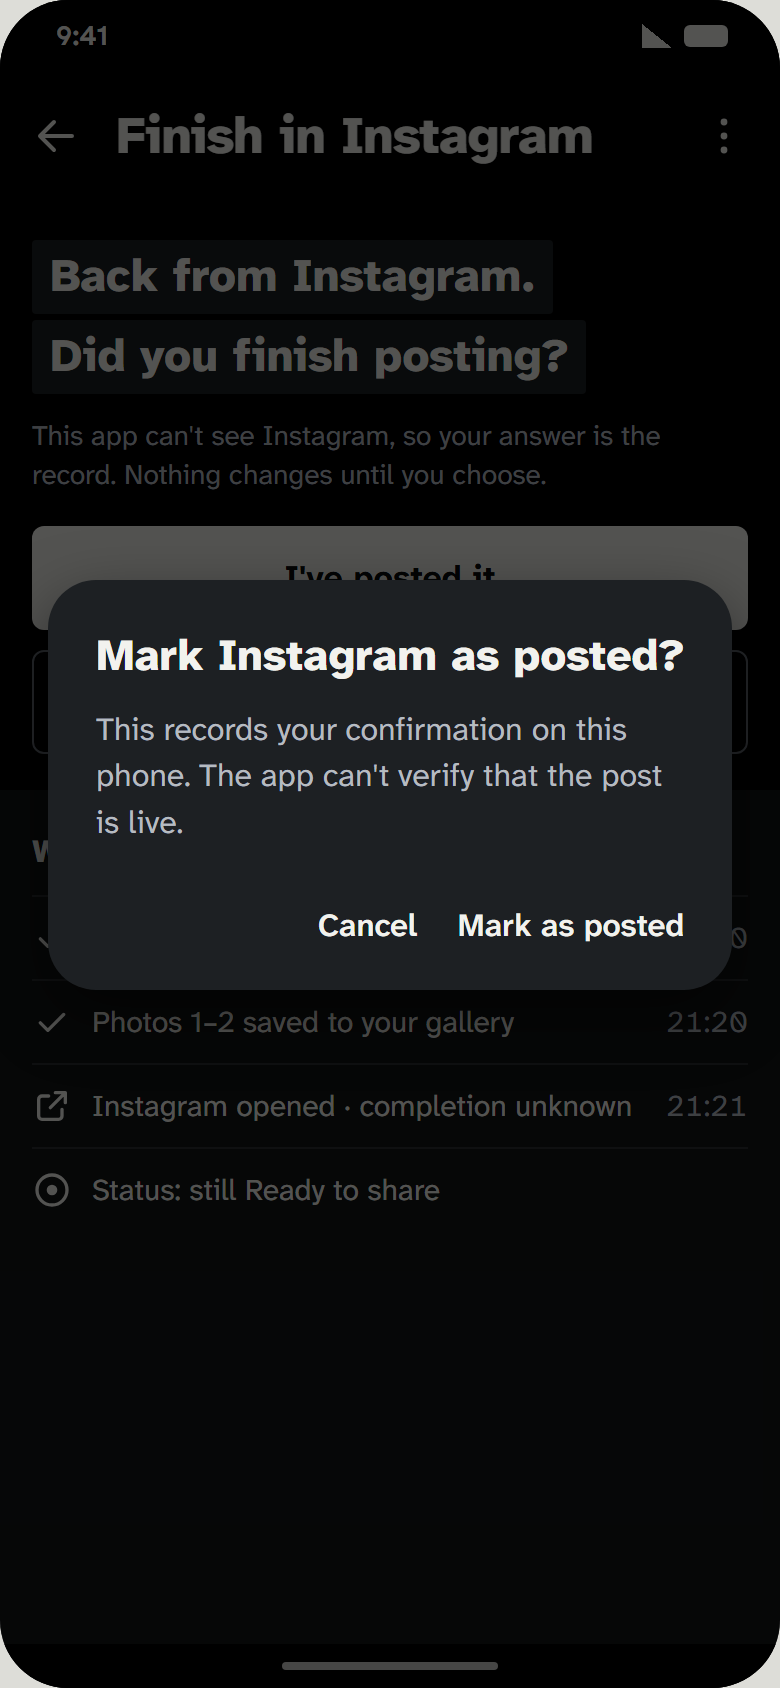 9:41
Finish in Instagram
Back from Instagram.
Did you finish posting?
This app can't see Instagram, so your answer is the
record. Nothing changes until you choose.
I've posted it
Mark Instagram as posted?
This records your confirmation on this
phone. The app can't verify that the post
is live.
Cancel Mark as posted
Photos 1–2 saved to your gallery 21:20
Instagram opened · completion unknown 21:21
Status: still Ready to share